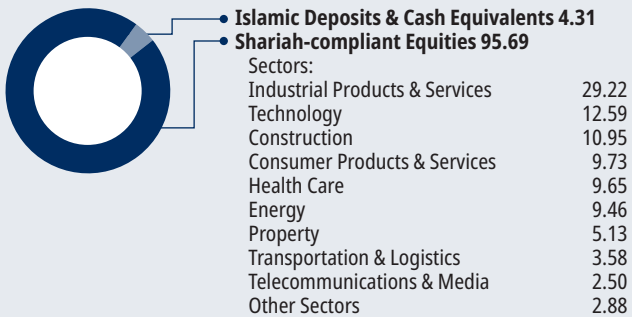 Islamic Deposits & Cash Equivalents 4.31
Shariah-compliant Equities 95.69
Sectors:
Industrial Products & Services 29.22
Technology 12.59
Construction 10.95
Consumer Products & Services 9.73
Health Care 9.65
Energy 9.46
Property 5.13
Transportation & Logistics 3.58
Telecommunications & Media 2.50
Other Sectors 2.88